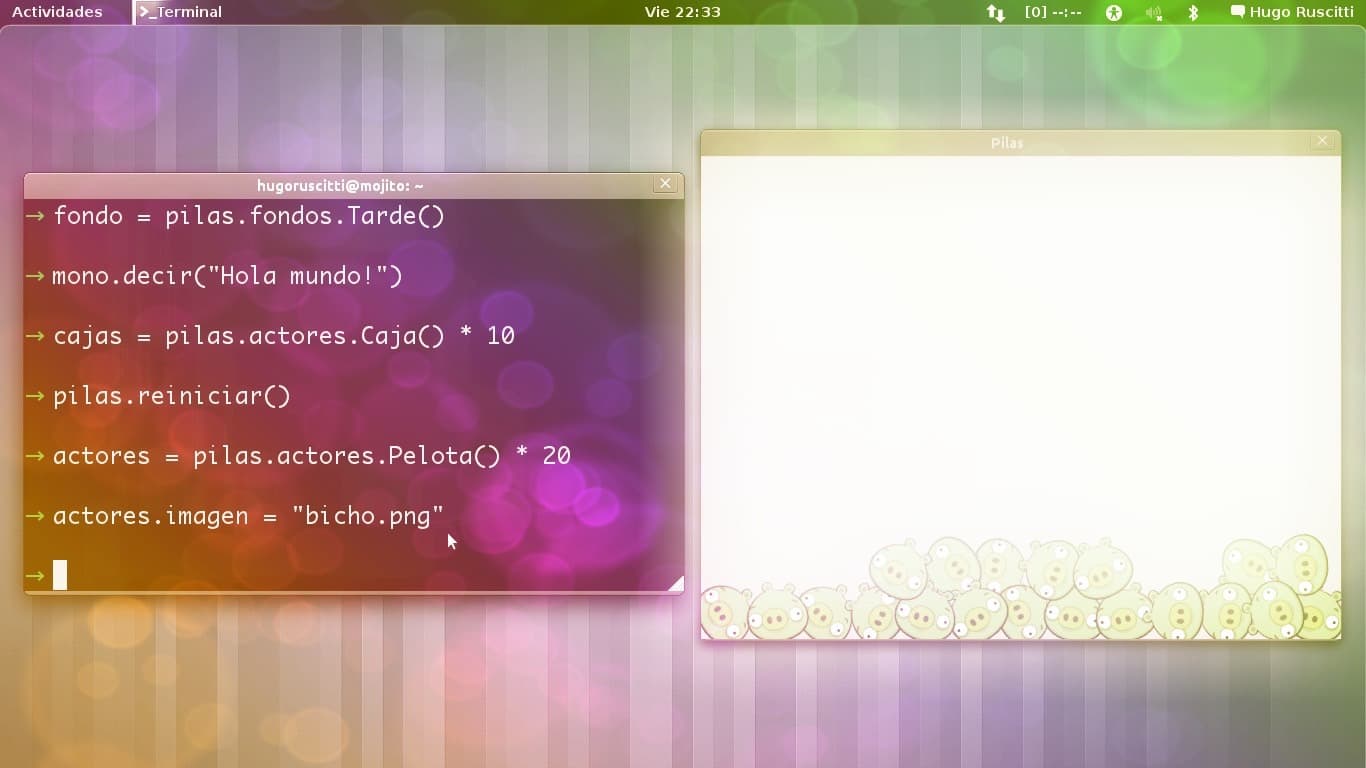 Actividades >_Terminal Vie 22:33 [0] --:-- Hugo Ruscitti
Pilas
hugoruscitti@mojito: ~
→ fondo = pilas.fondos.Tarde()
→ mono.decir("Hola mundo!")
→ cajas = pilas.actores.Caja() * 10
→ pilas.reiniciar()
→ actores = pilas.actores.Pelota() * 20
→ actores.imagen = "bicho.png"
→